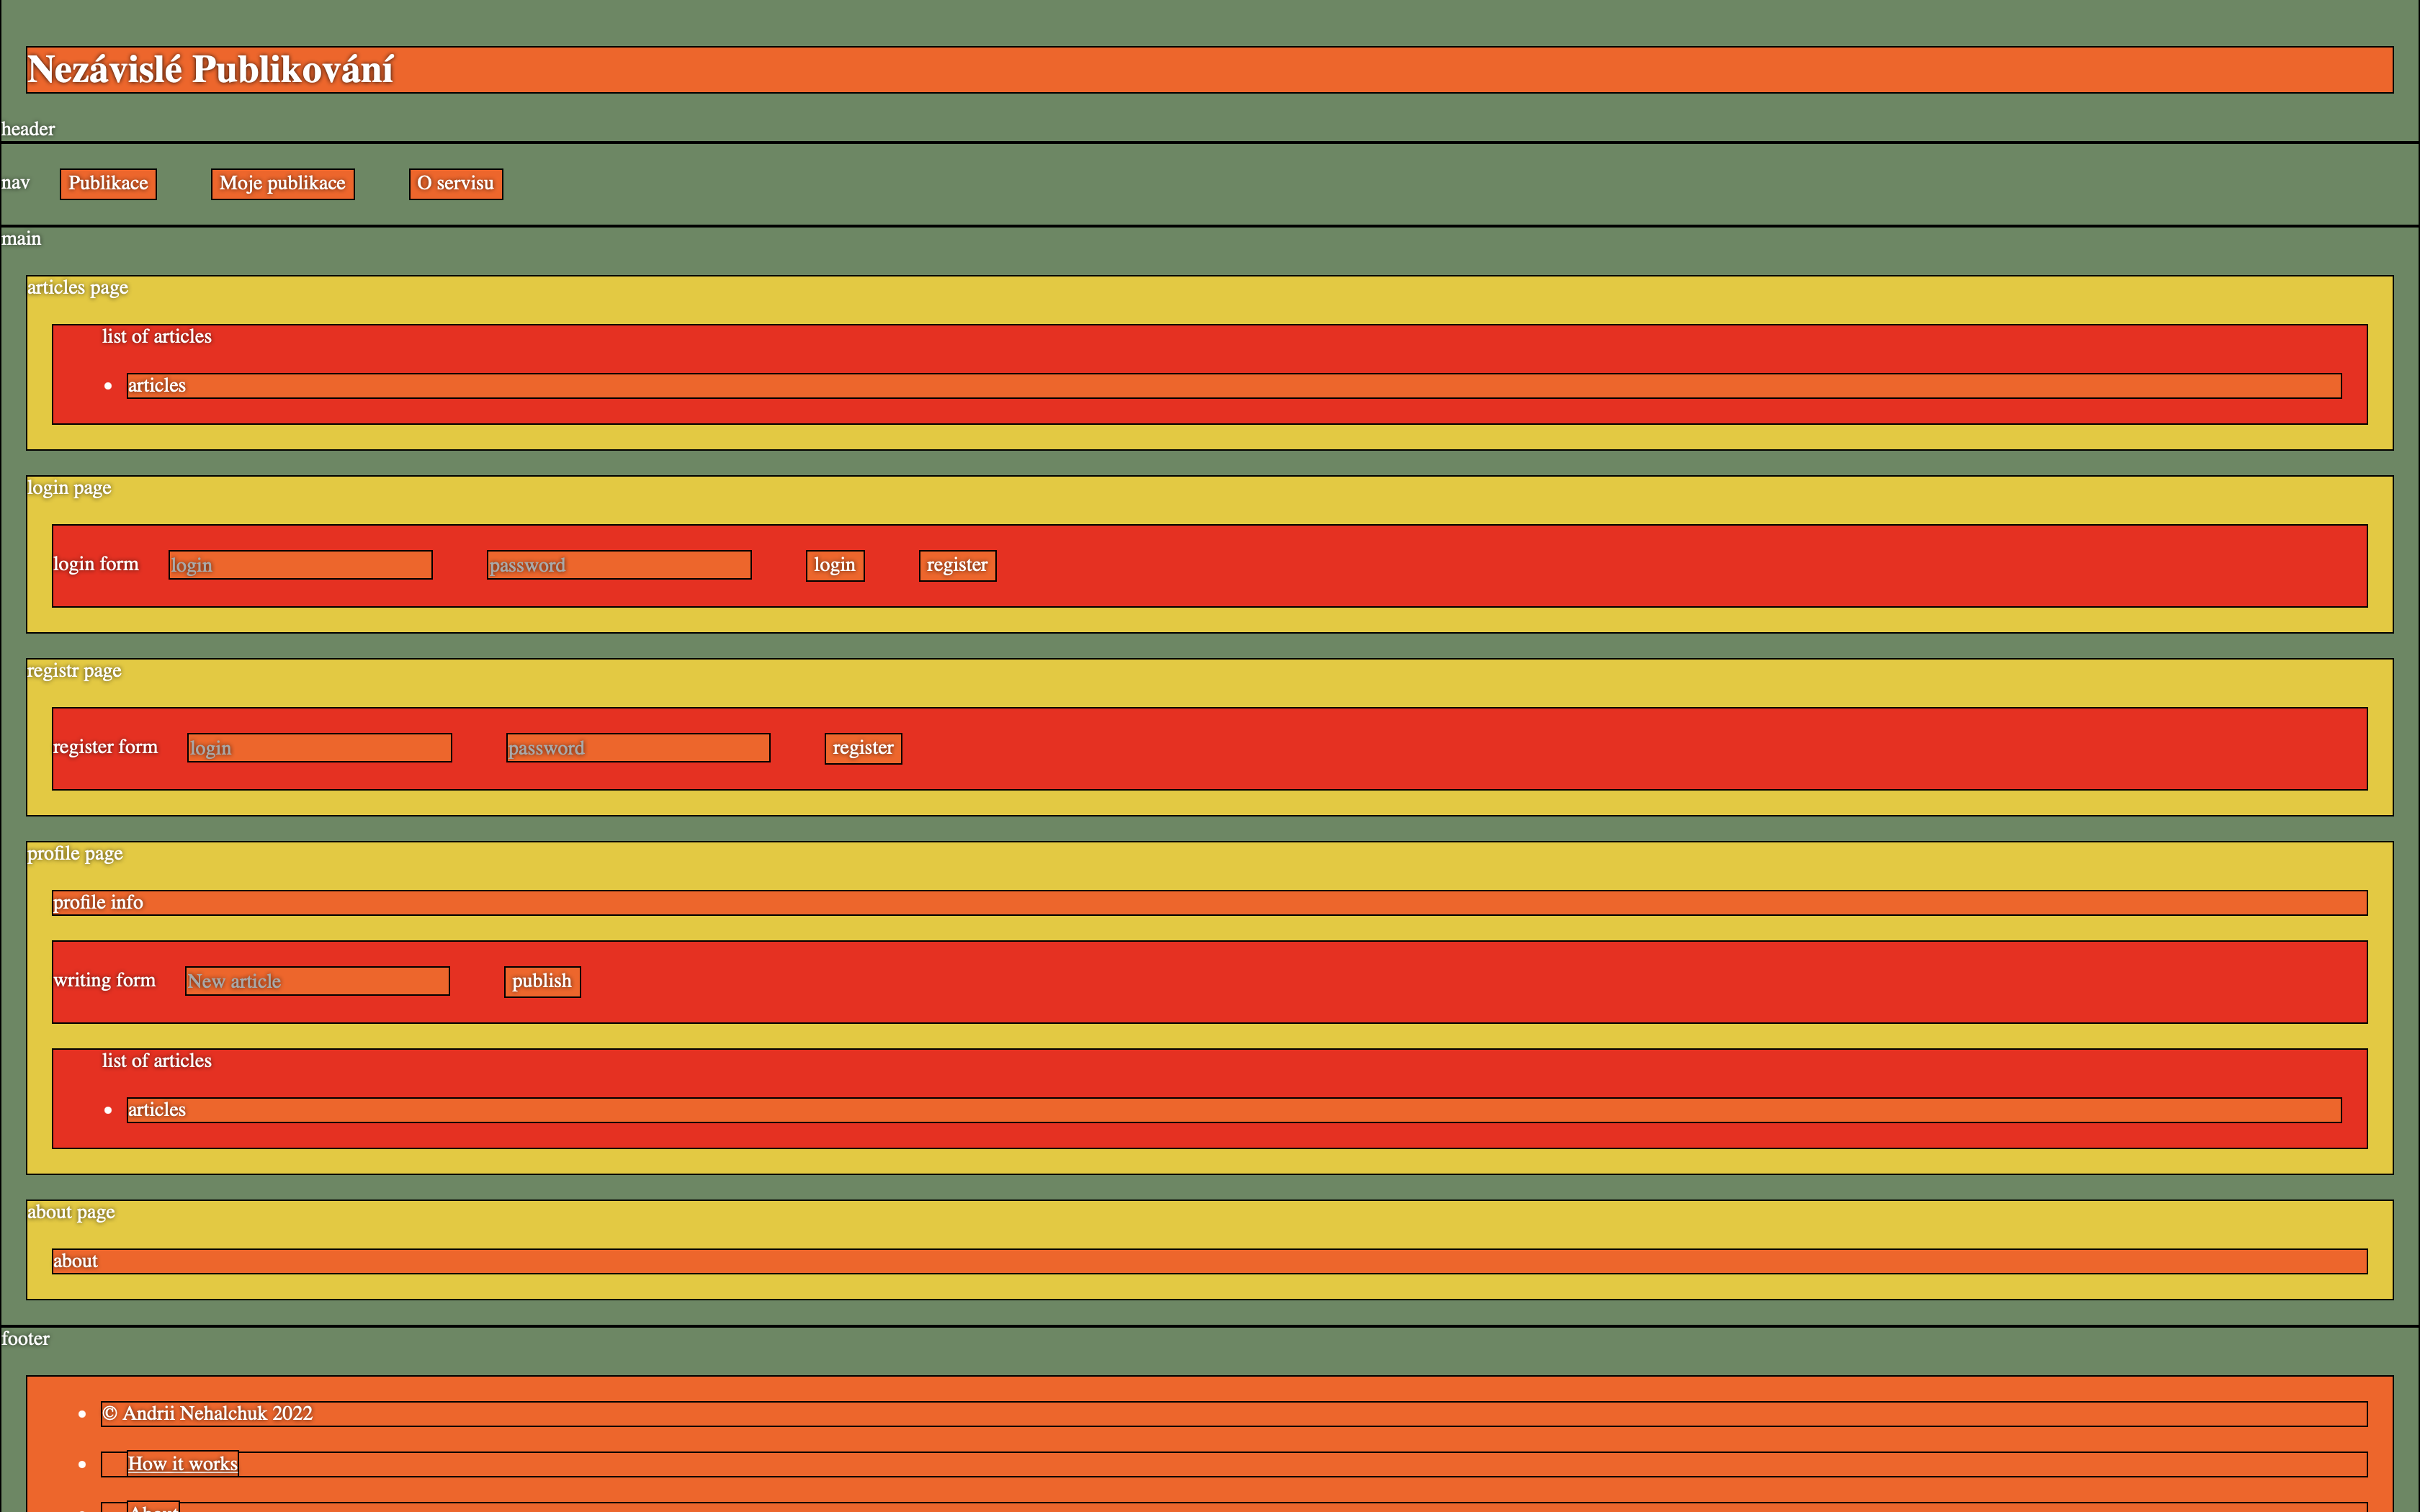 Nezávislé Publikování
header
nav Publikace Moje publikace O servisu
main
articles page
list of articles
articles
login page
login form login password login register
registr page
register form login password register
profile page
profile info
writing form New article publish
list of articles
articles
about page
about
footer
© Andrii Nehalchuk 2022
How it works